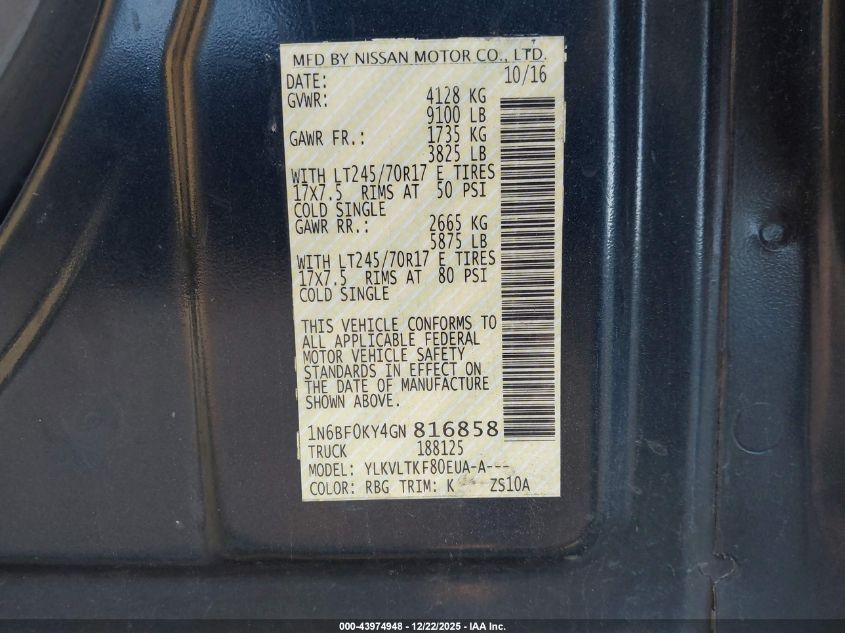 MFD BY NISSAN MOTOR CO., LTD.
DATE: 10/16
GVWR: 4128 KG
9100 LB
GAWR FR.: 1735 KG
3825 LB
WITH LT245/70R17 E TIRES
17X7.5 RIMS AT 50 PSI
COLD SINGLE
GAWR RR.: 2665 KG
5875 LB
WITH LT245/70R17 E TIRES
17X7.5 RIMS AT 80 PSI
COLD SINGLE
THIS VEHICLE CONFORMS TO
ALL APPLICABLE FEDERAL
MOTOR VEHICLE SAFETY
STANDARDS IN EFFECT ON
THE DATE OF MANUFACTURE
SHOWN ABOVE.
1N6BF0KY4GN 816858
TRUCK 188125
MODEL: YLKVLTKF80EUA-A---
COLOR: RBG TRIM: K ZS10A
000-43974948 - 12/22/2025 - IAA Inc.